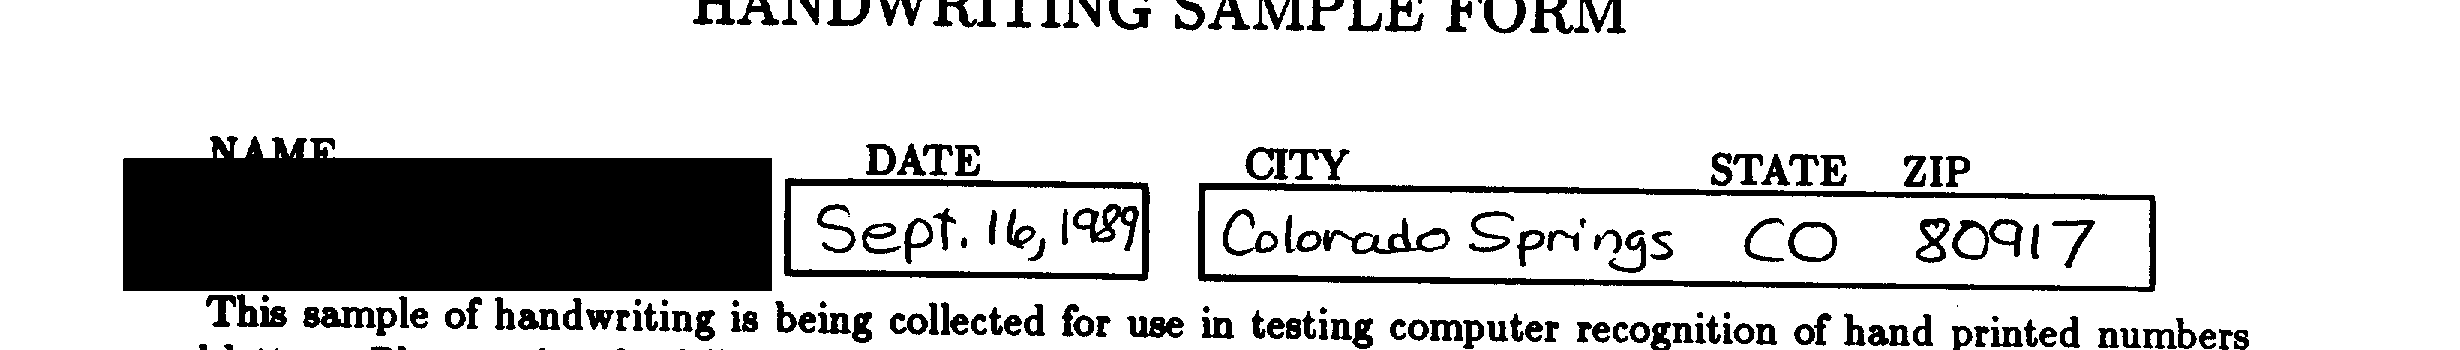 HANDWRITING SAMPLE FORM
NAME DATE CITY STATE ZIP
Sept. 16, 1989 Colorado Springs CO 80917
This sample of handwriting is being collected for use in testing computer recognition of hand printed numbers